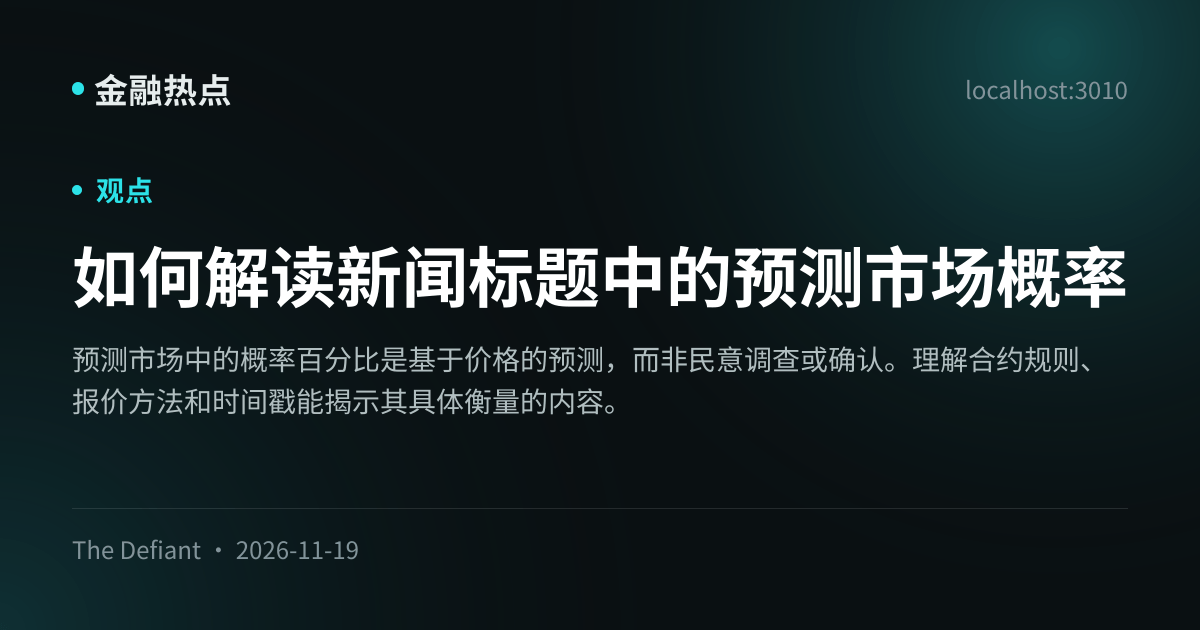 金融热点
localhost:3010
观点
如何解读新闻标题中的预测市场概率
预测市场中的概率百分比是基于价格的预测，而非民意调查或确认。理解合约规则、
报价方法和时间戳能揭示其具体衡量的内容。
The Defiant • 2026-11-19